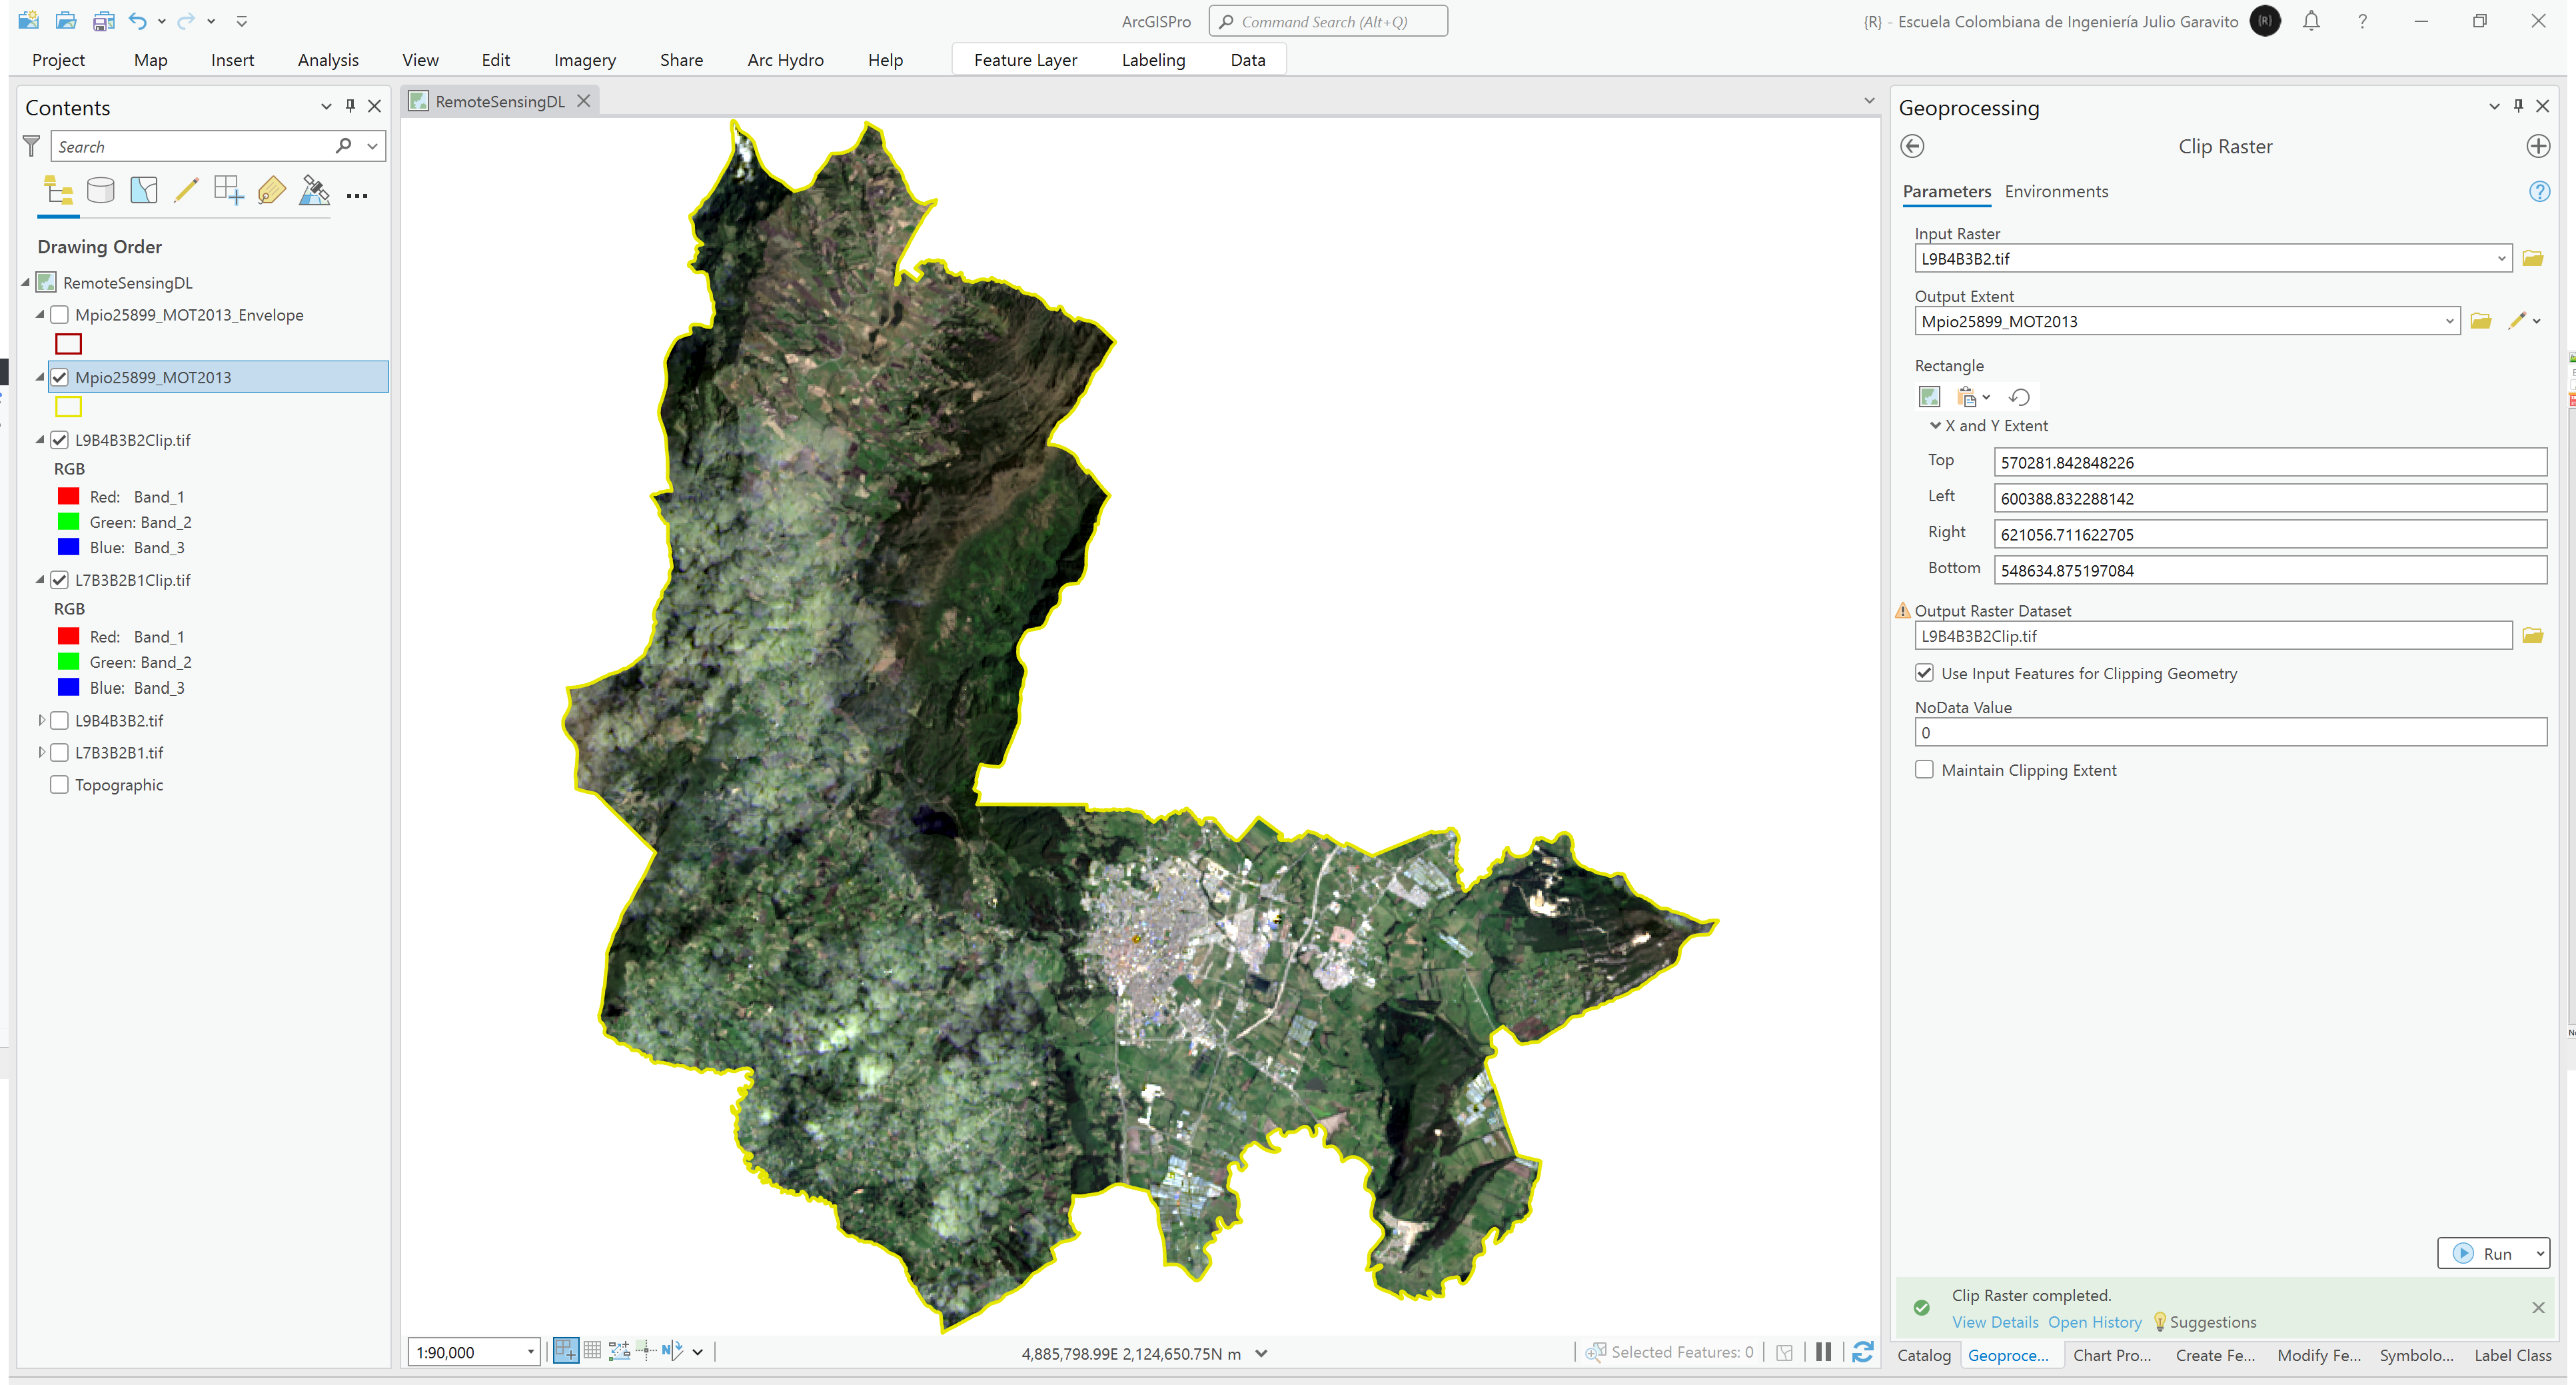 ArcGISPro
Command Search (Alt+Q)
{R} - Escuela Colombiana de Ingeniería Julio Garavito
{R}
Project Map Insert Analysis View Edit Imagery Share Arc Hydro Help Feature Layer Labeling Data
Contents
Search
Drawing Order
RemoteSensingDL
Mpio25899_MOT2013_Envelope
Mpio25899_MOT2013
L9B4B3B2Clip.tif
RGB
Red: Band_1
Green: Band_2
Blue: Band_3
L7B3B2B1Clip.tif
RGB
Red: Band_1
Green: Band_2
Blue: Band_3
L9B4B3B2.tif
L7B3B2B1.tif
Topographic
RemoteSensingDL
1:90,000
4,885,798.99E 2,124,650.75N m
Selected Features: 0
Geoprocessing
Clip Raster
Parameters Environments
Input Raster
L9B4B3B2.tif
Output Extent
Mpio25899_MOT2013
Rectangle
X and Y Extent
Top 570281.842848226
Left 600388.832288142
Right 621056.711622705
Bottom 548634.875197084
Output Raster Dataset
L9B4B3B2Clip.tif
Use Input Features for Clipping Geometry
NoData Value
0
Maintain Clipping Extent
Run
Clip Raster completed.
View Details Open History Suggestions
Catalog Geoproce... Chart Pro... Create Fe... Modify Fe... Symbolo... Label Class